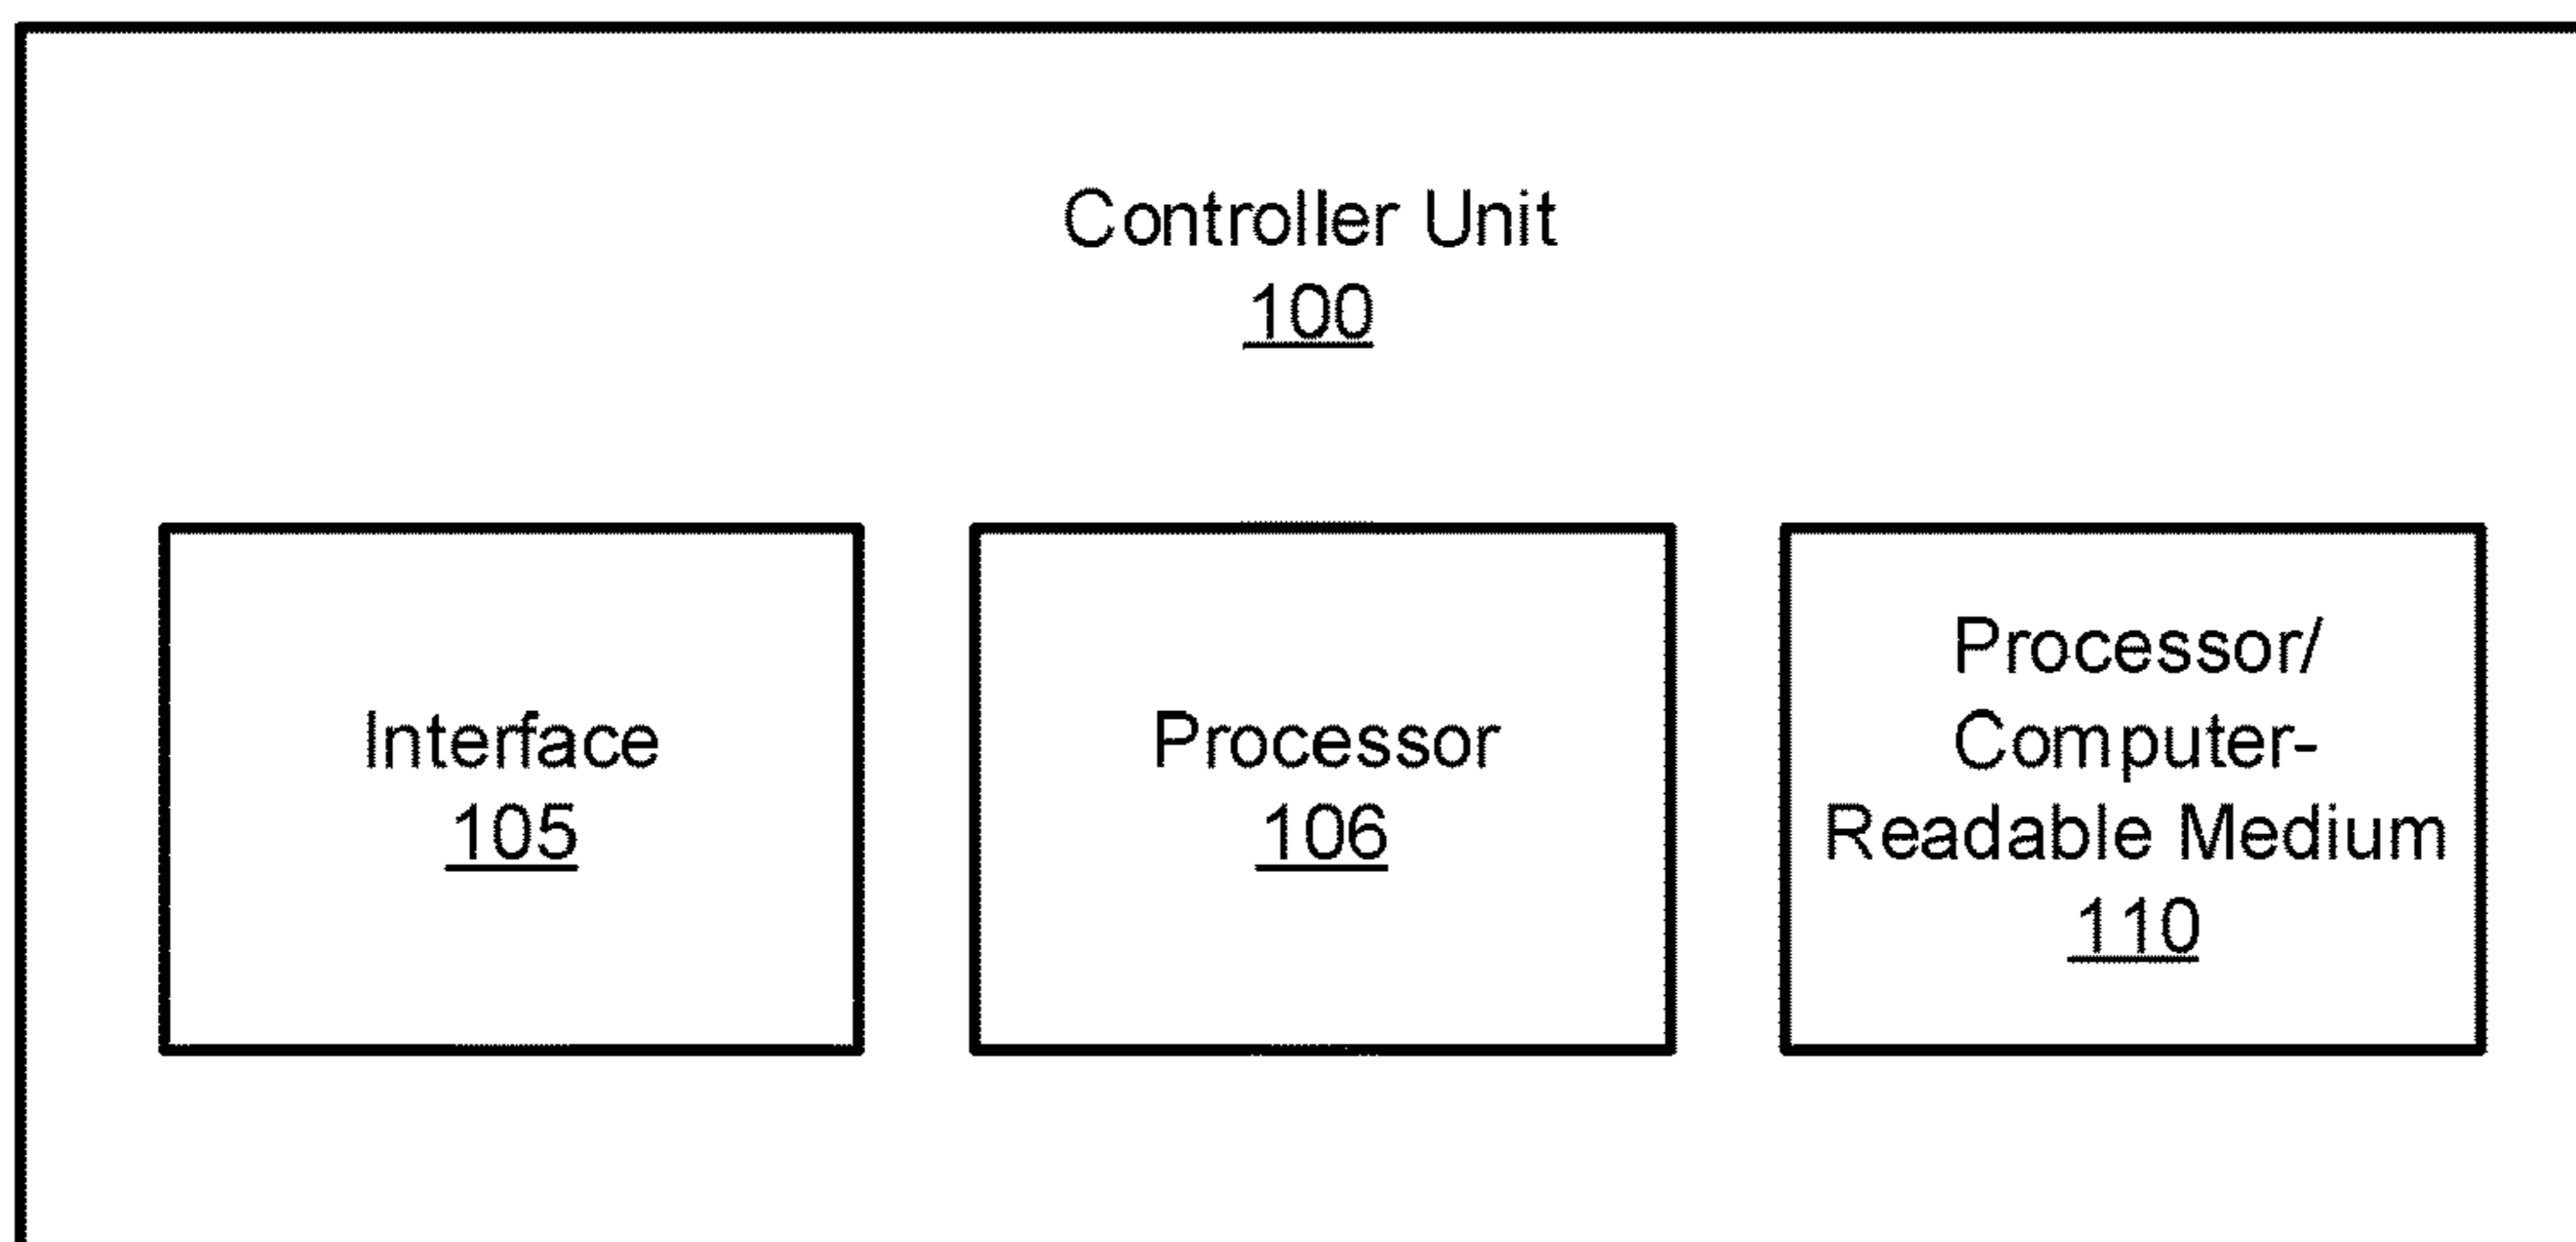 Controller Unit
100
Interface
105
Processor
106
Processor/
Computer-
Readable Medium
110